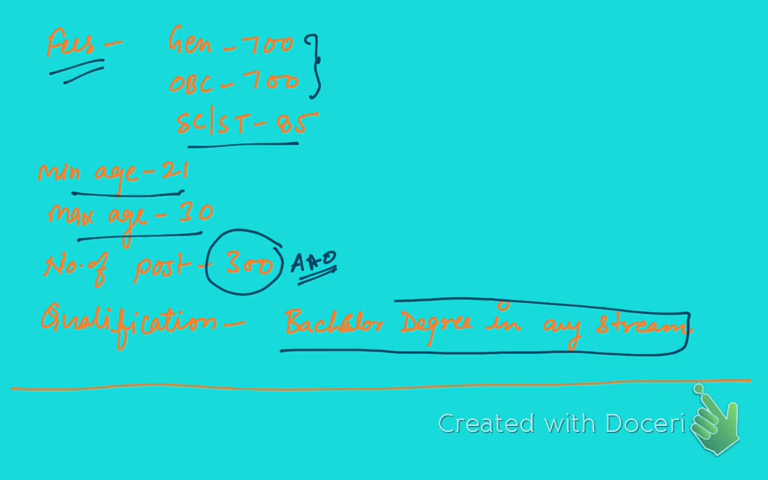 Fees - Gen - 700
OBC - 700
SC/ST - 85
Min age - 21
Max age - 30
No. of post - 300 AAO
Qualification - Bachelor Degree in any Stream.
Created with Doceri